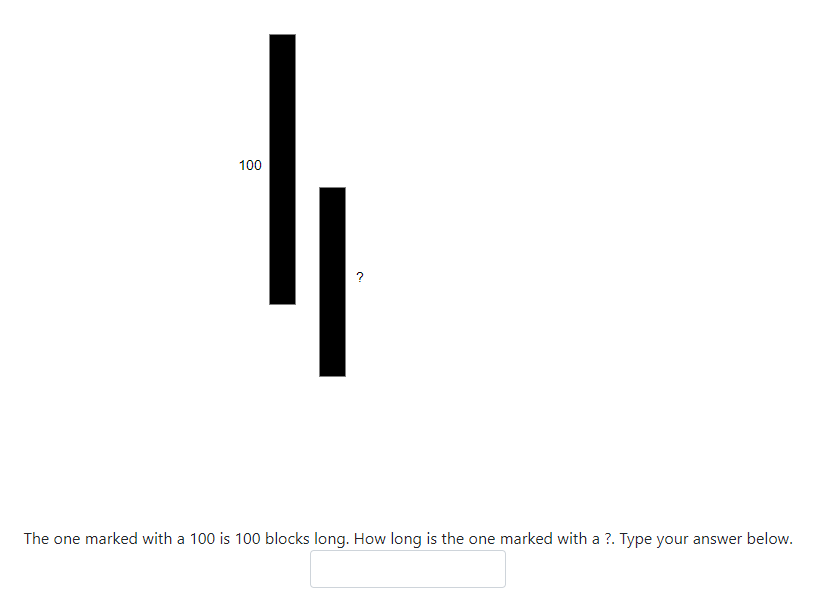 100
?
The one marked with a 100 is 100 blocks long. How long is the one marked with a ?. Type your answer below.